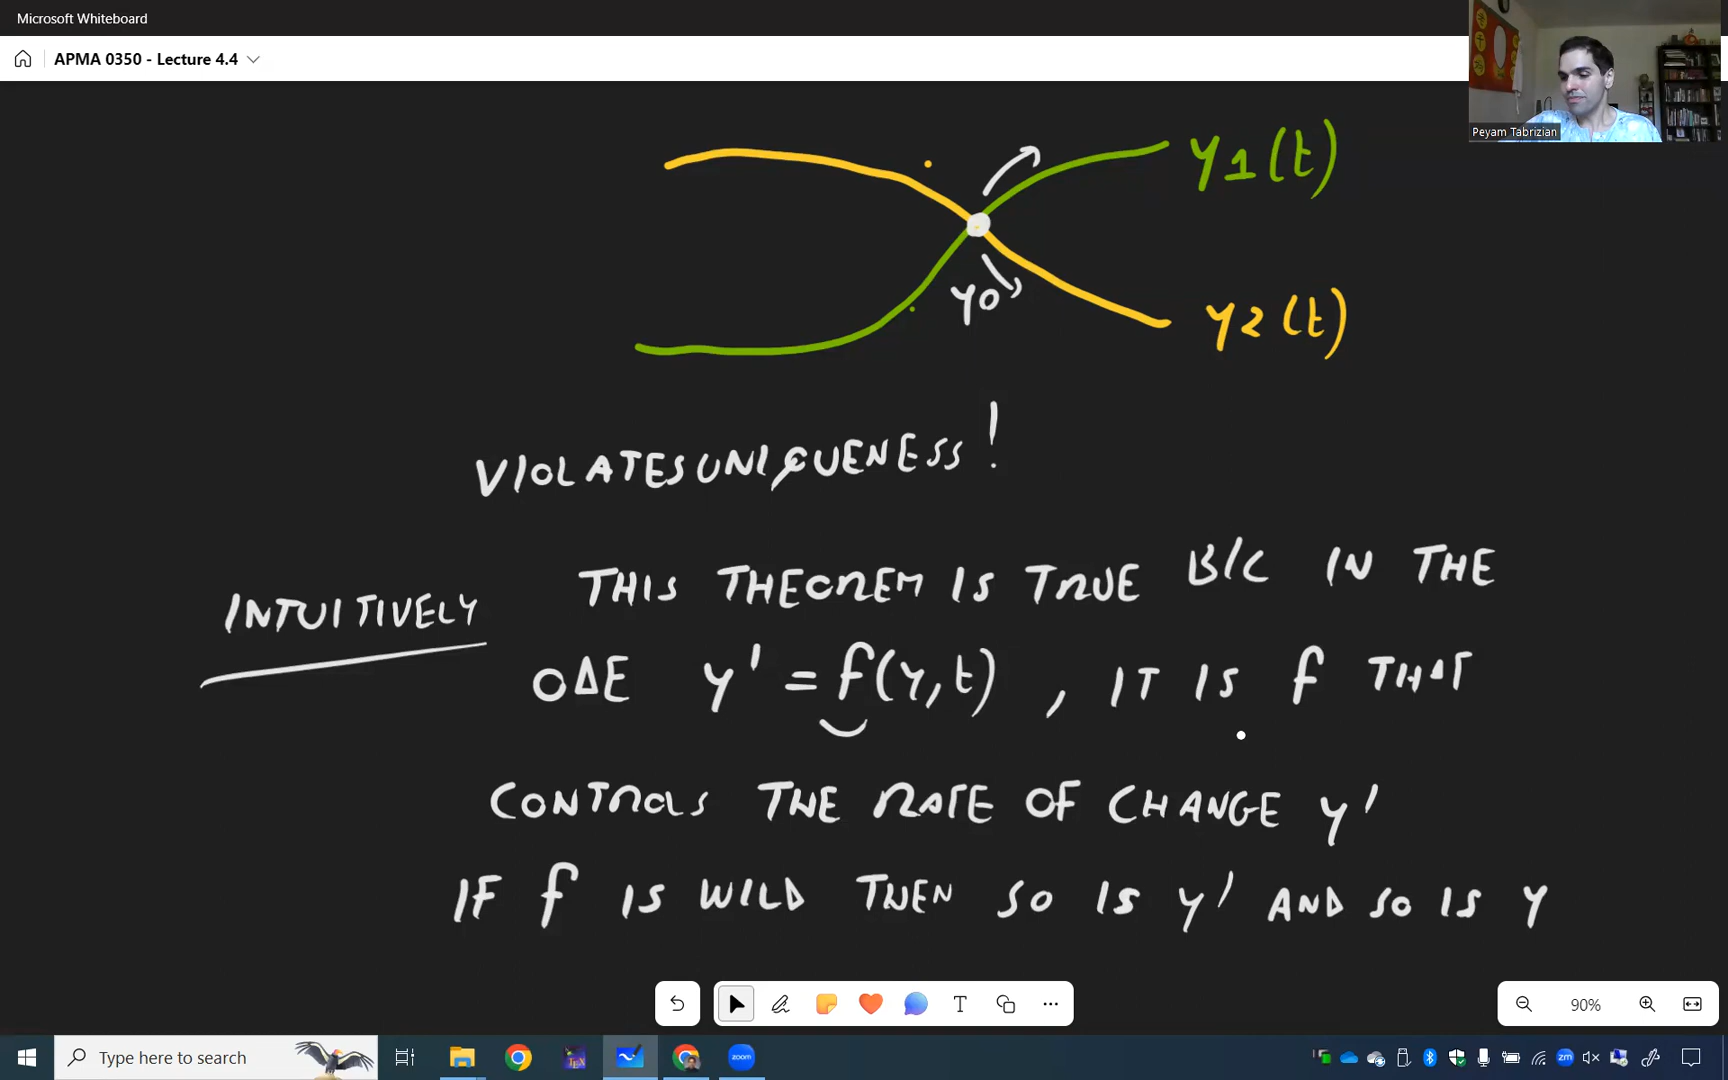 Microsoft Whiteboard
APMA 0350 - Lecture 4.4
Peyam Tabrizian
y1(t)
y0
y2(t)
VIOLATES UNIQUENESS!
INTUITIVELY
THIS THEOREM IS TRUE B/C IN THE
ODE y' = f(y,t), IT IS f THAT
CONTROLS THE RATE OF CHANGE y'
IF f IS WILD THEN SO IS y' AND SO IS y
90%
Type here to search
zoom
zm